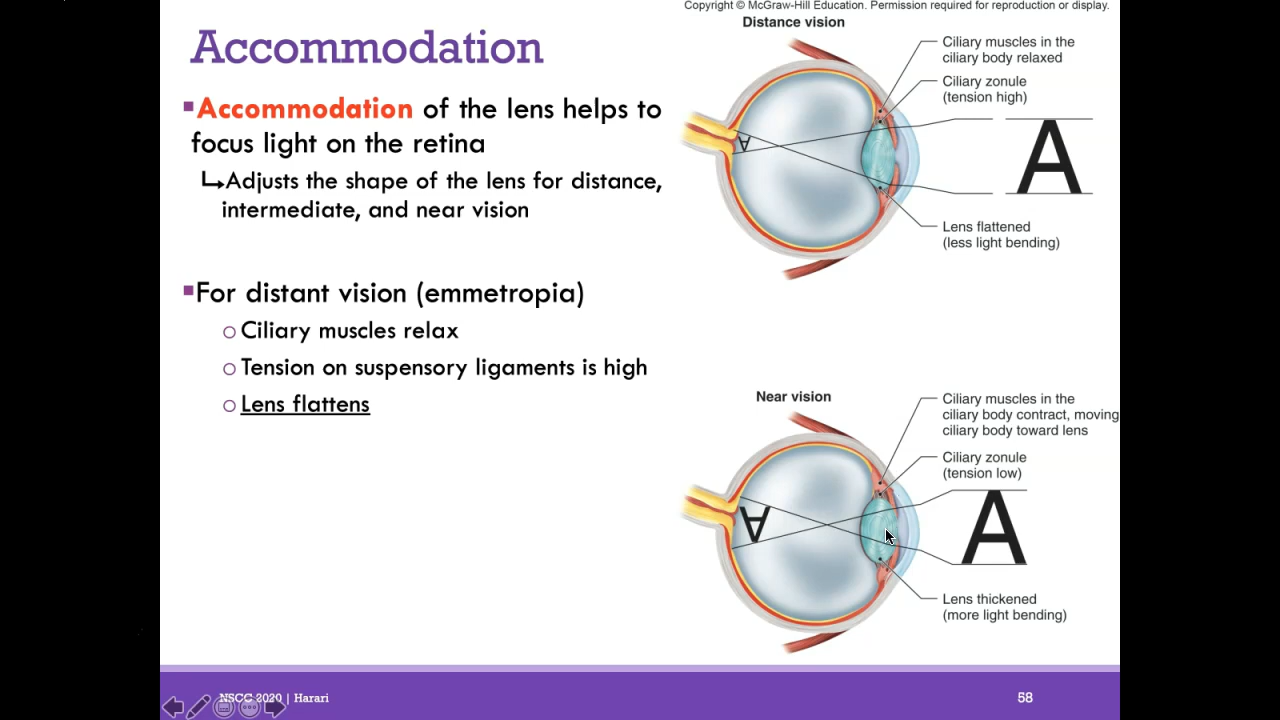 Copyright © McGraw-Hill Education. Permission required for reproduction or display.
Accommodation
▪Accommodation of the lens helps to
focus light on the retina
↳Adjusts the shape of the lens for distance,
intermediate, and near vision
▪For distant vision (emmetropia)
o Ciliary muscles relax
o Tension on suspensory ligaments is high
o Lens flattens
Distance vision
Ciliary muscles in the
ciliary body relaxed
Ciliary zonule
(tension high)
A
A
Lens flattened
(less light bending)
Near vision
Ciliary muscles in the
ciliary body contract, moving
ciliary body toward lens
Ciliary zonule
(tension low)
A
A
Lens thickened
(more light bending)
NSCC 2020 | Harari
58